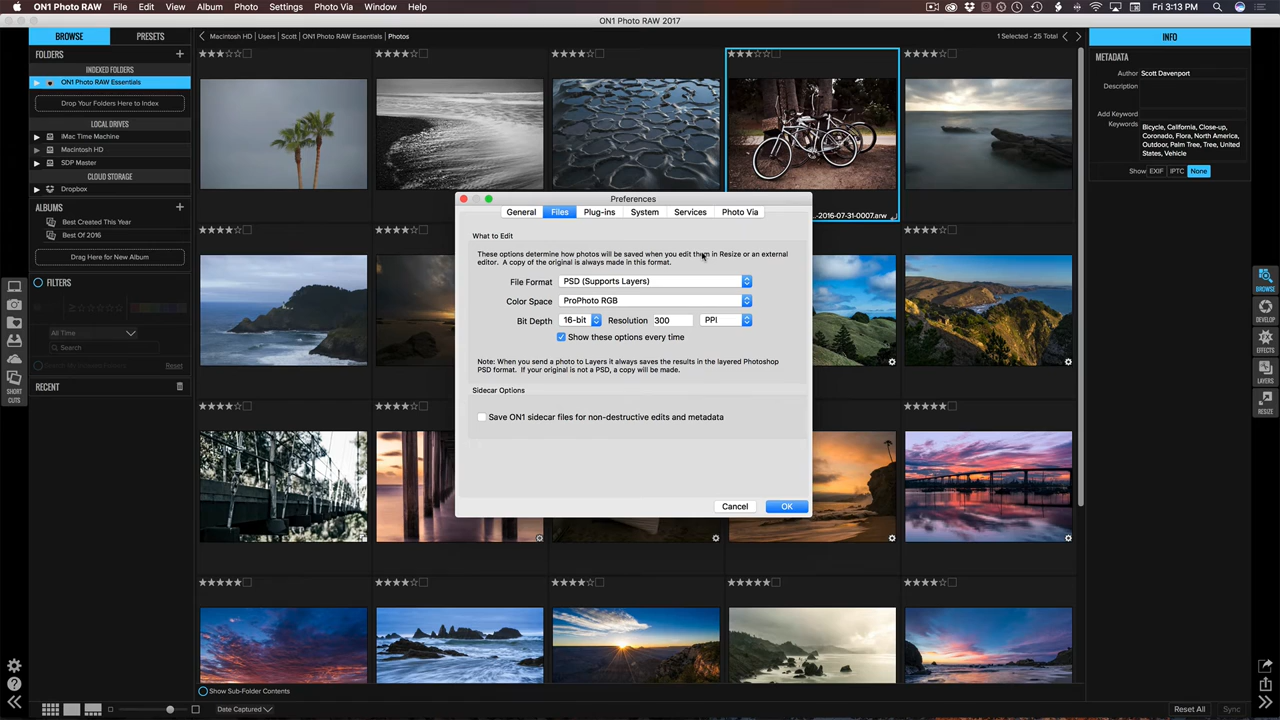 ON1 Photo RAW File Edit View Album Photo Settings Photo Via Window Help
Fri 3:13 PM
ON1 Photo RAW 2017
BROWSE PRESETS
Macintosh HD Users Scott ON1 Photo RAW Essentials Photos
1 Selected - 25 Total
INFO
FOLDERS
INDEXED FOLDERS
ON1 Photo RAW Essentials
Drop Your Folders Here to Index
LOCAL DRIVES
iMac Time Machine
Macintosh HD
SDP Master
CLOUD STORAGE
Dropbox
ALBUMS
Best Created This Year
Best Of 2016
Drag Here for New Album
FILTERS
All Time
Search
Reset
RECENT
SHORT
CUTS
METADATA
Author Scott Davenport
Description
Add Keyword
Keywords
Bicycle, California, Close-up,
Coronado, Flora, North America,
Outdoor, Palm Tree, Tree, United
States, Vehicle
Show EXIF IPTC None
-2016-07-31-0007.arw
Preferences
General Files Plug-ins System Services Photo Via
What to Edit
These options determine how photos will be saved when you edit them in Resize or an external
editor. A copy of the original is always made in this format.
File Format PSD (Supports Layers)
Color Space ProPhoto RGB
Bit Depth 16-bit Resolution 300 PPI
Show these options every time
Note: When you send a photo to Layers it always saves the results in the layered Photoshop
PSD format. If your original is not a PSD, a copy will be made.
Sidecar Options
Save ON1 sidecar files for non-destructive edits and metadata
Cancel OK
BROWSE
DEVELOP
EFFECTS
LAYERS
RESIZE
Show Sub-Folder Contents
Date Captured
Reset All Sync